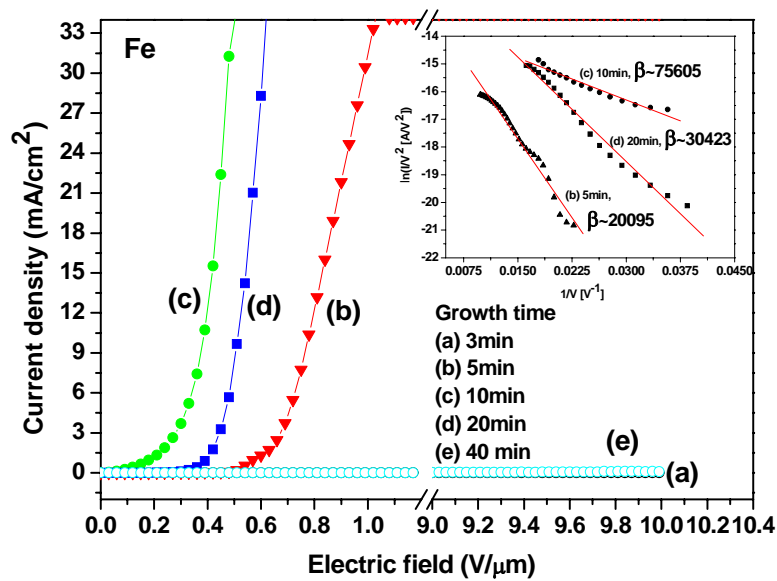 Fe
Current density (mA/cm²)
33
30
27
24
21
18
15
12
9
6
3
0
0.0 0.2 0.4 0.6 0.8 1.0 9.0 9.2 9.4 9.6 9.8 10.0 10.2 10.4
Electric field (V/μm)
(c)
(d)
(b)
(e)
(a)
Growth time
(a) 3min
(b) 5min
(c) 10min
(d) 20min
(e) 40 min
ln(I/V² [A/V²])
-14
-15
-16
-17
-18
-19
-20
-21
-22
0.0075 0.0150 0.0225 0.0300 0.0375 0.0450
1/V [V⁻¹]
(c) 10min, β~75605
(d) 20min, β~30423
(b) 5min,
β~20095